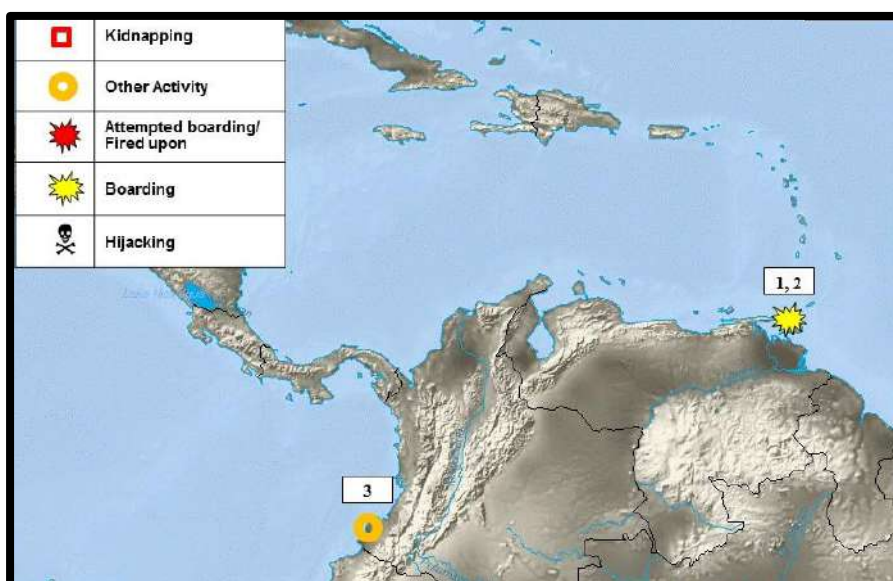 Kidnapping
Other Activity
Attempted boarding/
Fired upon
Boarding
Hijacking
1, 2
3